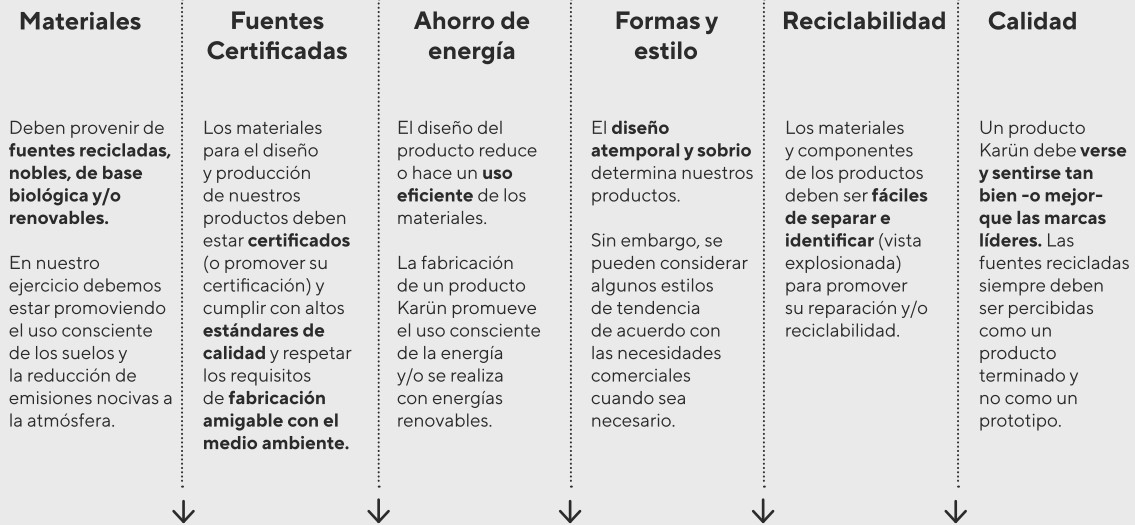 Materiales
Deben provenir de
fuentes recicladas,
nobles, de base
biológica y/o
renovables.
En nuestro
ejercicio debemos
estar promoviendo
el uso consciente
de los suelos y
la reducción de
emisiones nocivas a
la atmósfera.
Fuentes
Certificadas
Los materiales
para el diseño
y producción
de nuestros
productos deben
estar certificados
(o promover su
certificación) y
cumplir con altos
estándares de
calidad y respetar
los requisitos
de fabricación
amigable con el
medio ambiente.
Ahorro de
energía
El diseño del
producto reduce
o hace un uso
eficiente de los
materiales.
La fabricación
de un producto
Karün promueve
el uso consciente
de la energía
y/o se realiza
con energías
renovables.
Formas y
estilo
El diseño
atemporal y sobrio
determina nuestros
productos.
Sin embargo, se
pueden considerar
algunos estilos
de tendencia
de acuerdo con
las necesidades
comerciales
cuando sea
necesario.
Reciclabilidad
Los materiales
y componentes
de los productos
deben ser fáciles
de separar e
identificar (vista
explosionada)
para promover
su reparación y/o
reciclabilidad.
Calidad
Un producto
Karün debe verse
y sentirse tan
bien -o mejor-
que las marcas
líderes. Las
fuentes recicladas
siempre deben
ser percibidas
como un
producto
terminado y
no como un
prototipo.